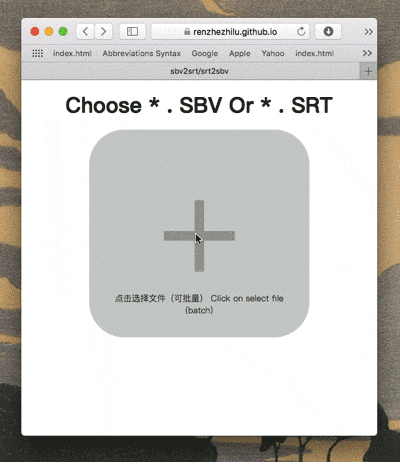 renzhezhilu.github.io
index.html Abbreviations Syntax Google Apple Yahoo index.html
sbv2srt/srt2sbv
Choose * . SBV Or * . SRT
点击选择文件（可批量） Click on select file
(batch)